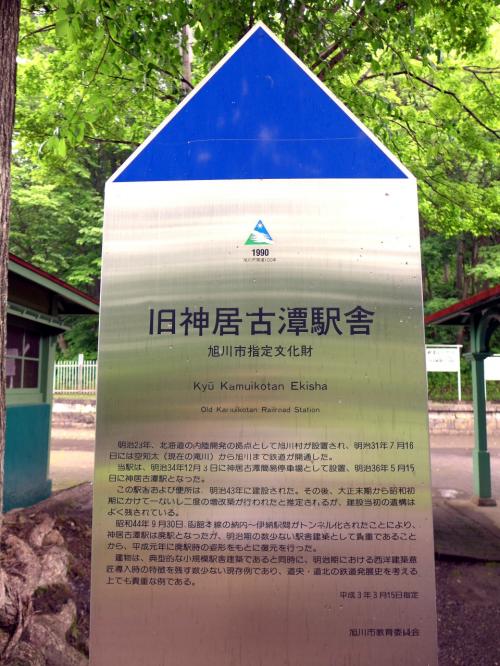 1990
旭川市開基100年
旧神居古潭駅舎
旭川市指定文化財
Kyū Kamuikotan Ekisha
Old Kamuikotan Railroad Station
明治23年、北海道の内陸開発の拠点として旭川村が設置され、明治31年7月16
日には空知太（現在の滝川）から旭川まで鉄道が開通した。
当駅は、明治34年12月3日に神居古潭簡易停車場として設置、明治36年5月15
日に神居古潭駅となった。
この駅舎および便所は、明治43年に建設された。その後、大正末期から昭和初
期にかけて一ないし二度の増改築が行われたと推定されるが、建設当初の遺構は
よく残されている。
昭和44年9月30日、函館本線の納内～伊納駅間がトンネル化されたことにより、
神居古潭駅は廃駅となったが、明治期の数少ない駅舎建築として貴重であること
から、平成元年に廃駅時の姿形をもとに復元を行った。
建物は、典型的な小規模駅舎建築であると同時に、明治期における西洋建築意
匠導入時の特徴を残す数少ない現存例であり、道央・道北の鉄道発展史を考える
上でも貴重な例である。
平成3年3月15日指定
旭川市教育委員会